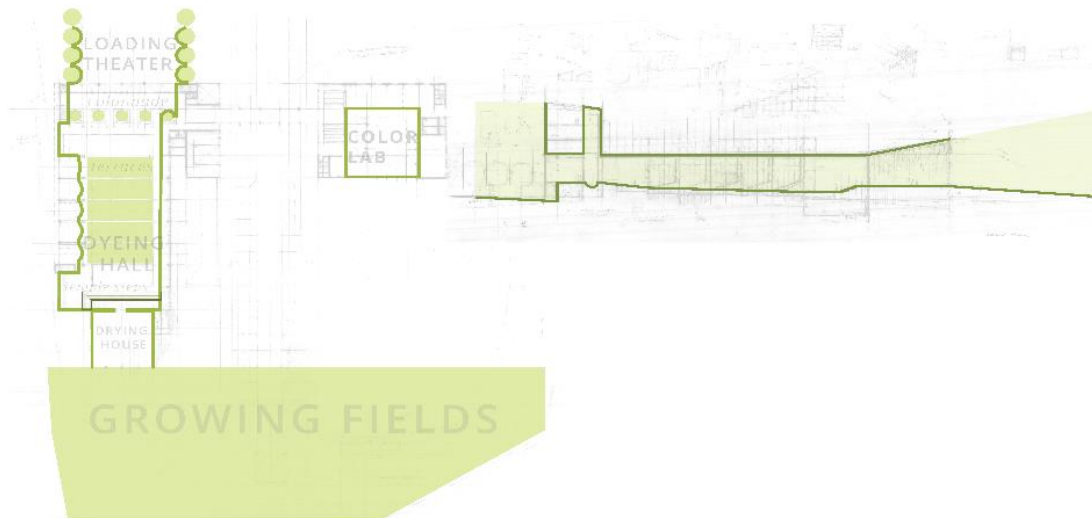 LOADING
THEATER
colonnade
COLOR
LAB
terraces
DYEING
HALL
DRYING
HOUSE
GROWING FIELDS